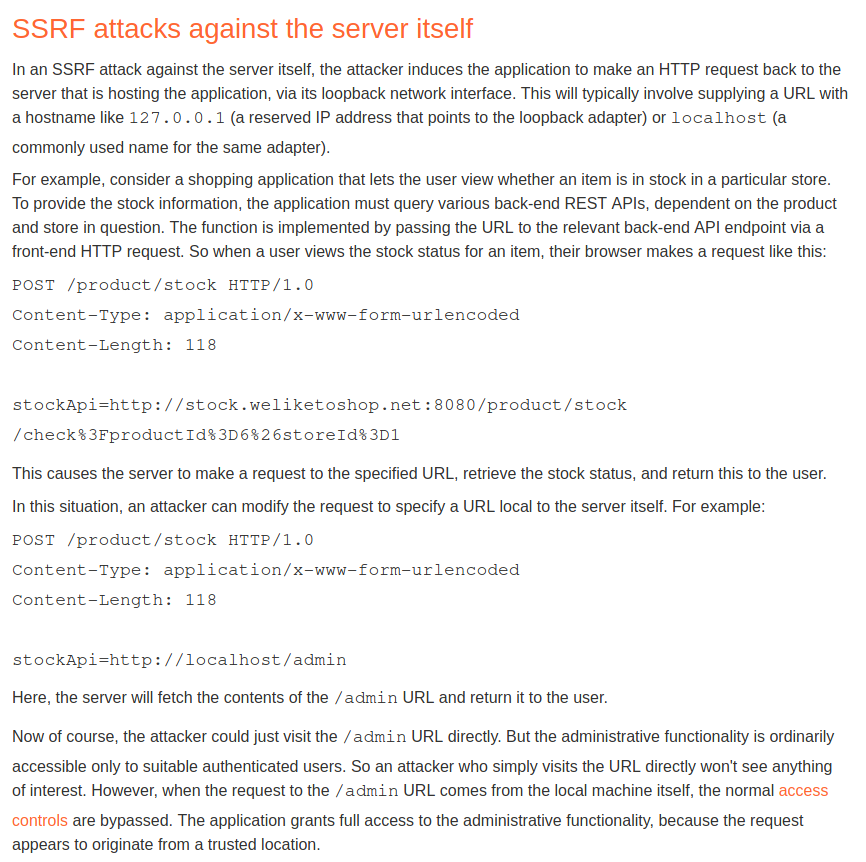 SSRF attacks against the server itself
In an SSRF attack against the server itself, the attacker induces the application to make an HTTP request back to the
server that is hosting the application, via its loopback network interface. This will typically involve supplying a URL with
a hostname like 127.0.0.1 (a reserved IP address that points to the loopback adapter) or localhost (a
commonly used name for the same adapter).
For example, consider a shopping application that lets the user view whether an item is in stock in a particular store.
To provide the stock information, the application must query various back-end REST APIs, dependent on the product
and store in question. The function is implemented by passing the URL to the relevant back-end API endpoint via a
front-end HTTP request. So when a user views the stock status for an item, their browser makes a request like this:
POST /product/stock HTTP/1.0
Content-Type: application/x-www-form-urlencoded
Content-Length: 118
stockApi=http://stock.weliketoshop.net:8080/product/stock
/check%3FproductId%3D6%26storeId%3D1
This causes the server to make a request to the specified URL, retrieve the stock status, and return this to the user.
In this situation, an attacker can modify the request to specify a URL local to the server itself. For example:
POST /product/stock HTTP/1.0
Content-Type: application/x-www-form-urlencoded
Content-Length: 118
stockApi=http://localhost/admin
Here, the server will fetch the contents of the /admin URL and return it to the user.
Now of course, the attacker could just visit the /admin URL directly. But the administrative functionality is ordinarily
accessible only to suitable authenticated users. So an attacker who simply visits the URL directly won't see anything
of interest. However, when the request to the /admin URL comes from the local machine itself, the normal access
controls are bypassed. The application grants full access to the administrative functionality, because the request
appears to originate from a trusted location.